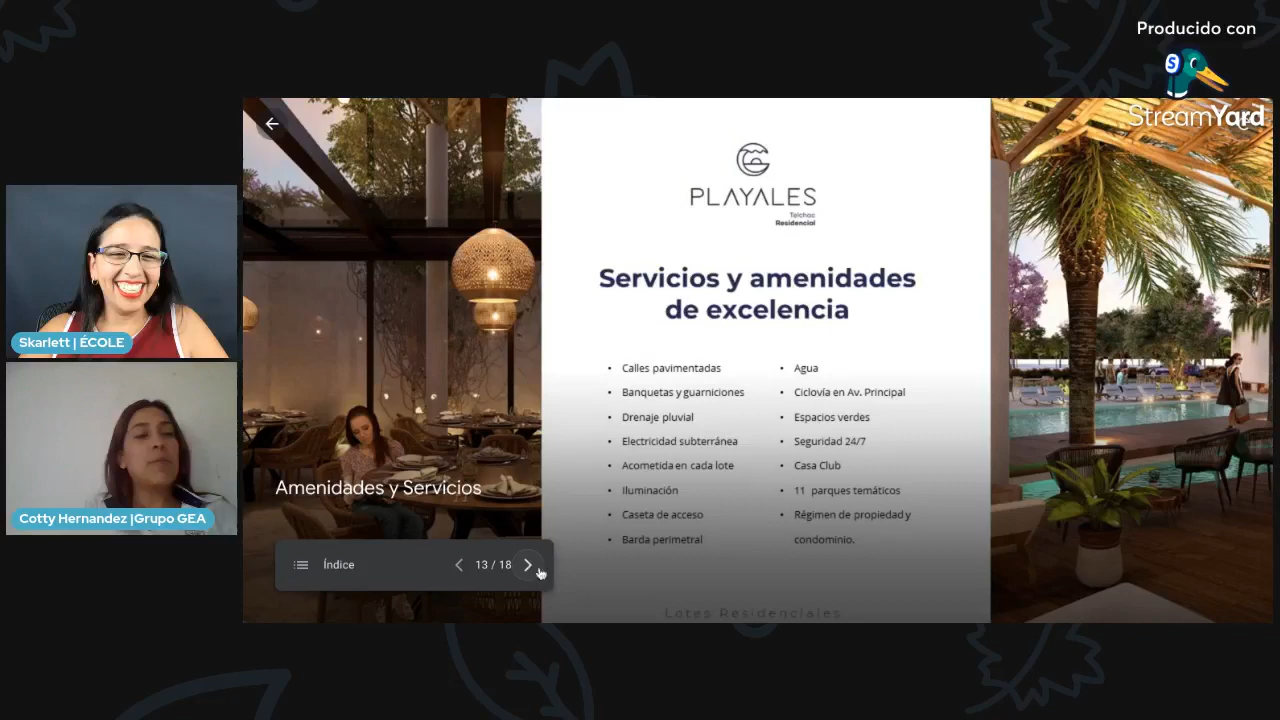 Producido con
S
StreamYard
PLAYALES
Telchac
Residencial
Servicios y amenidades
de excelencia
• Calles pavimentadas
• Banquetas y guarniciones
• Drenaje pluvial
• Electricidad subterránea
• Acometida en cada lote
• Iluminación
• Caseta de acceso
• Barda perimetral
• Agua
• Ciclovía en Av. Principal
• Espacios verdes
• Seguridad 24/7
• Casa Club
• 11 parques temáticos
• Régimen de propiedad y
condominio.
Lotes Residenciales
Amenidades y Servicios
Índice
13 / 18
Skarlett | ÉCOLE
Cotty Hernandez |Grupo GEA